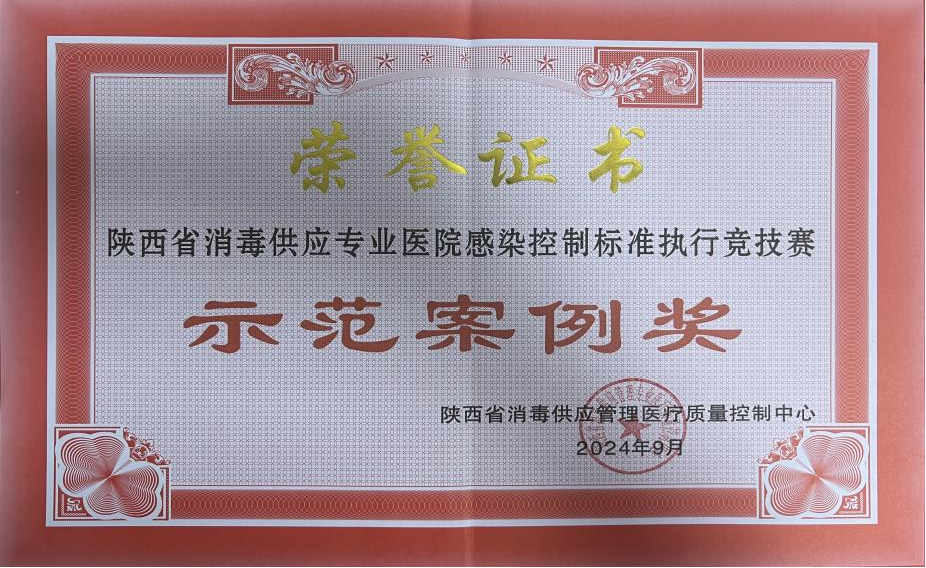 荣誉证书
陕西省消毒供应专业医院感染控制标准执行竞技赛
示范案例奖
陕西省消毒供应管理医疗质量控制中心
2024年9月